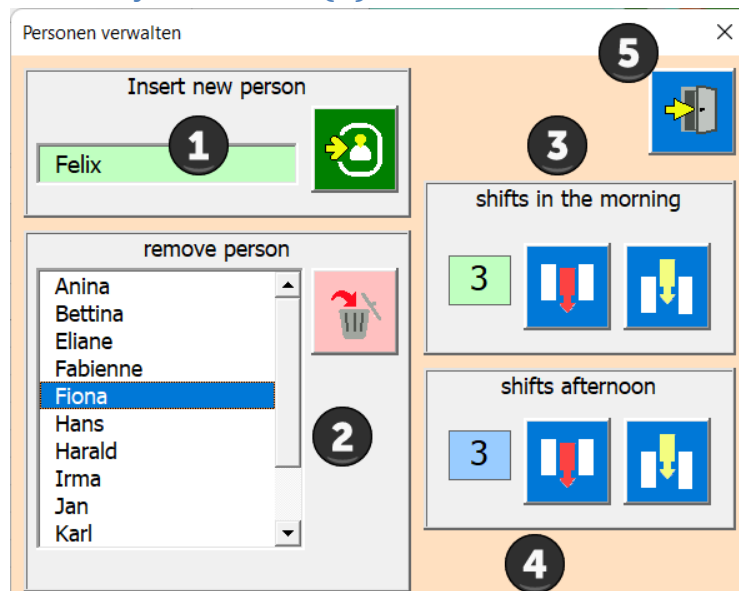 Personen verwalten
5
Insert new person
1
Felix
3
shifts in the morning
3
remove person
Anina
Bettina
Eliane
Fabienne
Fiona
Hans
Harald
Irma
Jan
Karl
2
shifts afternoon
3
4